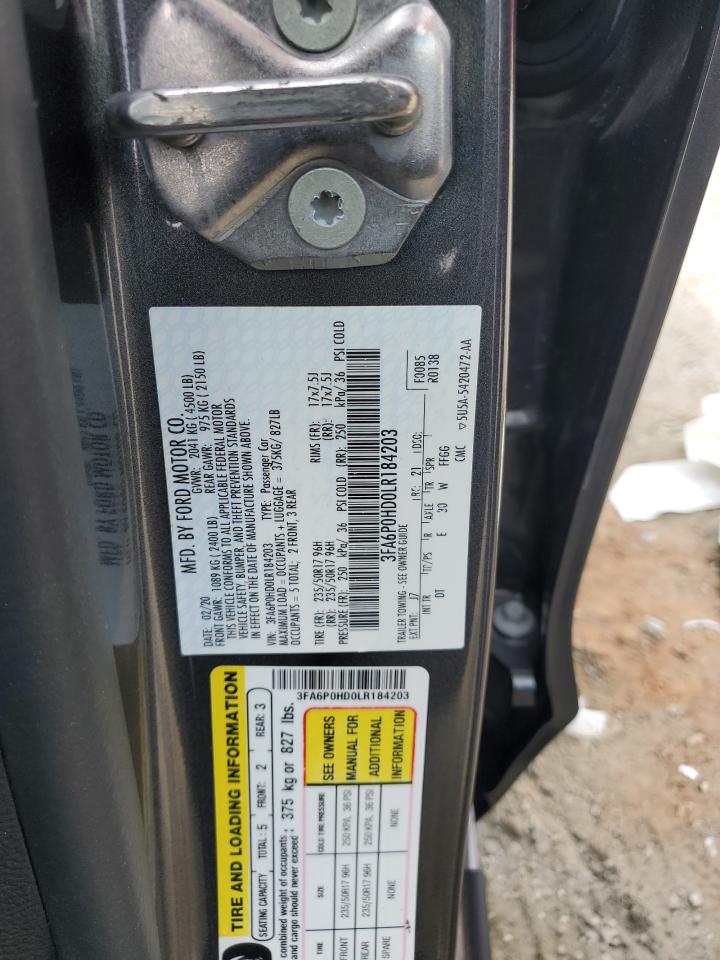 MFD. BY FORD MOTOR CO.
DATE: 02/20 GVWR: 2041 KG ( 4500 LB)
FRONT GAWR: 1089 KG ( 2400 LB) REAR GAWR: 975 KG ( 2150 LB)
THIS VEHICLE CONFORMS TO ALL APPLICABLE FEDERAL MOTOR
VEHICLE SAFETY, BUMPER, AND THEFT PREVENTION STANDARDS
IN EFFECT ON THE DATE OF MANUFACTURE SHOWN ABOVE.
VIN: 3FA6P0HD0LR184203 TYPE: Passenger Car
MAXIMUM LOAD = OCCUPANTS + LUGGAGE = 375KG/ 827LB
OCCUPANTS = 5 TOTAL; 2 FRONT, 3 REAR
TIRE (FR): 235/50R17 96H RIMS (FR): 17x7.5J
(RR): 235/50R17 96H (RR): 17x7.5J
PRESSURE (FR): 250 kPa/ 36 PSI COLD (RR): 250 kPa/ 36 PSI COLD
3FA6P0HD0LR184203
TRAILER TOWING - SEE OWNER GUIDE F0085
R0138
EXT PNT: J7 RC: 21 DSO:
INT TR TP/PS R AXLE TR SPR
DT E 30 W FFGG
CMC ▽5U5A-5420472-AA
TIRE AND LOADING INFORMATION
SEATING CAPACITY TOTAL: 5 FRONT: 2 REAR: 3
combined weight of occupants
and cargo should never exceed : 375 kg or 827 lbs.
3FA6P0HD0LR184203
TIRE SIZE COLD TIRE PRESSURE
FRONT 235/50R17 96H 250 KPA, 36 PSI
REAR 235/50R17 96H 250 KPA, 36 PSI
SPARE NONE NONE
SEE OWNERS
MANUAL FOR
ADDITIONAL
INFORMATION